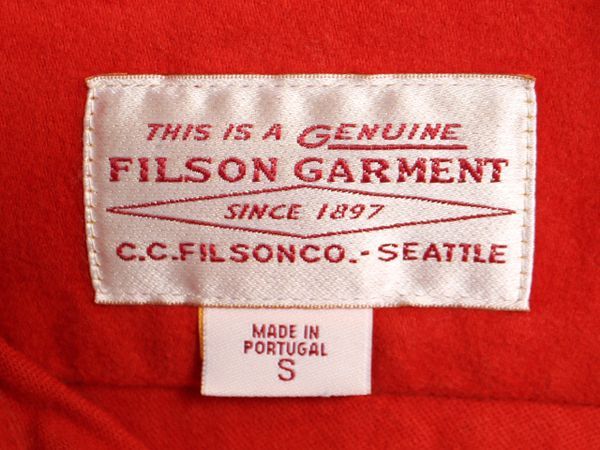 THIS IS A GENUINE
FILSON GARMENT
SINCE 1897
C.C.FILSONCO.-SEATTLE
MADE IN
PORTUGAL
S